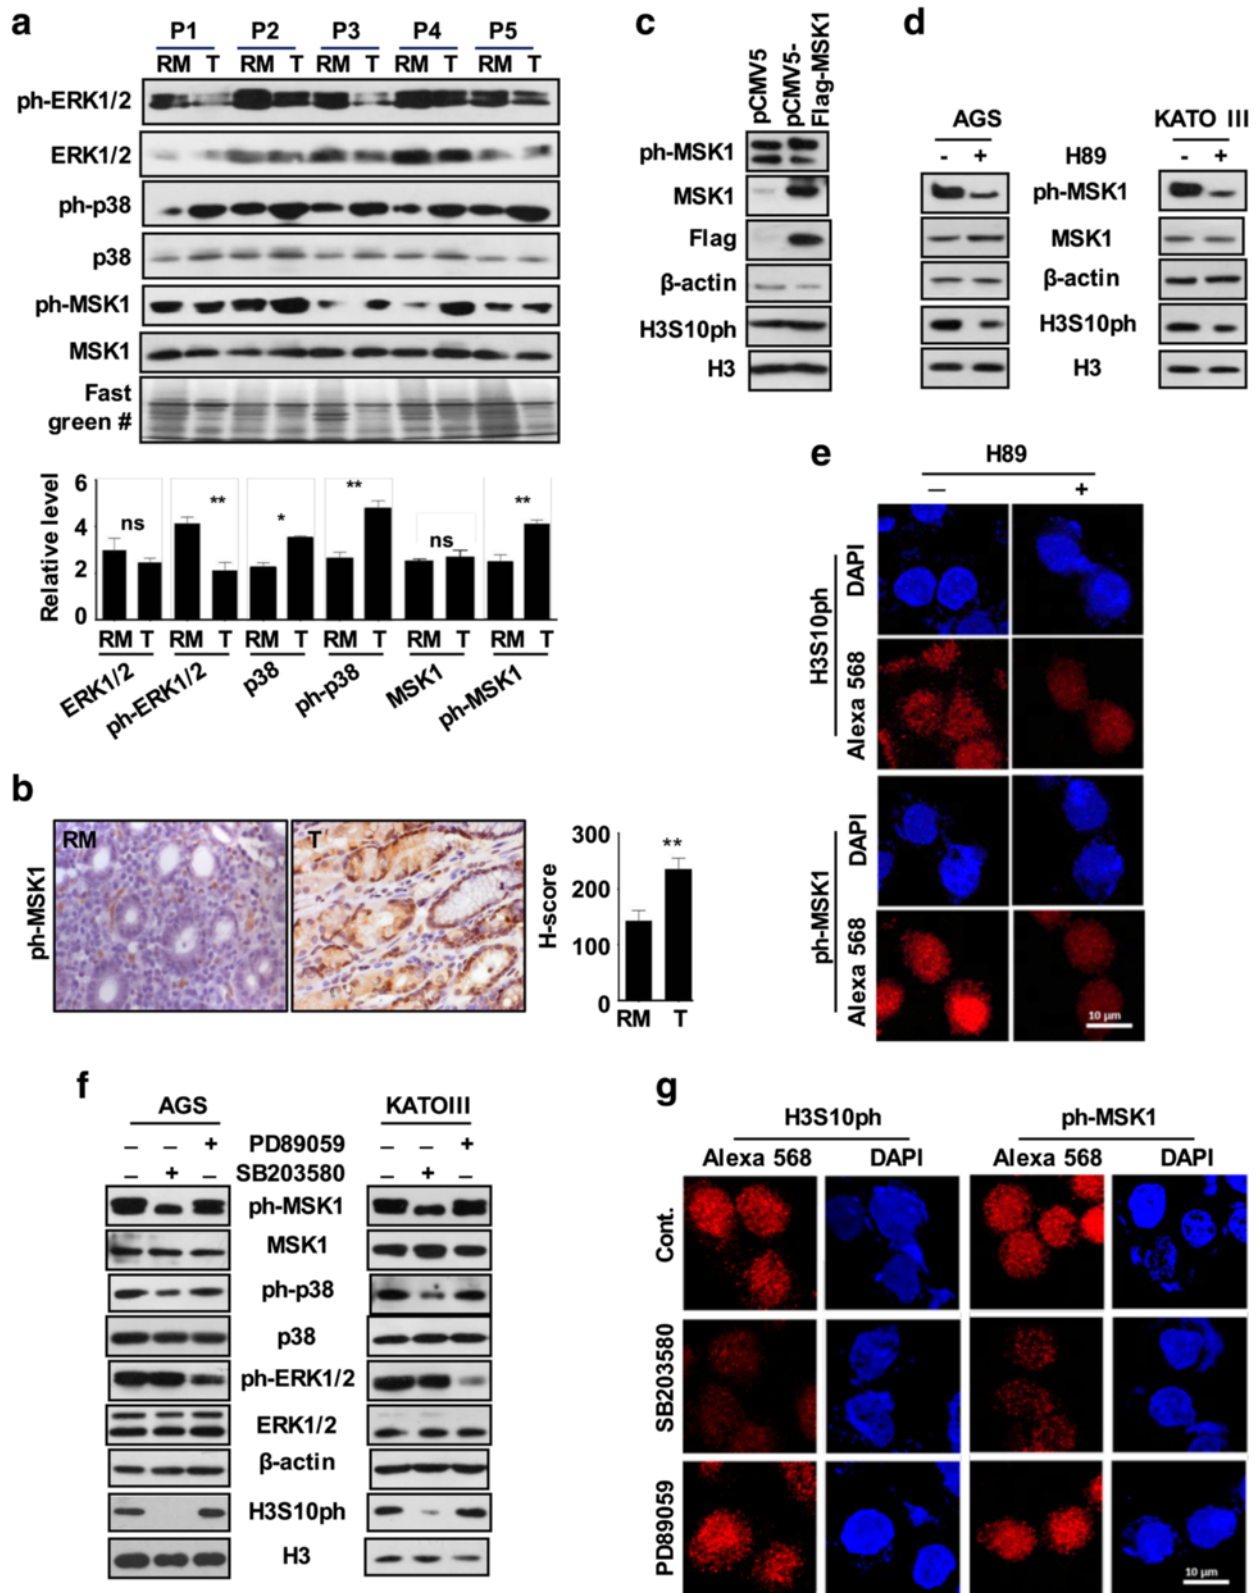 a
P1 P2 P3 P4 P5
RM T RM T RM T RM T RM T
ph-ERK1/2
ERK1/2
ph-p38
p38
ph-MSK1
MSK1
Fast
green #
Relative level
6
4
2
0
ns
**
*
**
ns
**
RM T RM T RM T RM T RM T RM T
ERK1/2
ph-ERK1/2
p38
ph-p38
MSK1
ph-MSK1
b
ph-MSK1
RM
T
H-score
300
200
100
0
**
RM T
c
pCMV5
pCMV5-
Flag-MSK1
ph-MSK1
MSK1
Flag
β-actin
H3S10ph
H3
d
AGS KATO III
- + H89 - +
ph-MSK1
MSK1
β-actin
H3S10ph
H3
e
H89
– +
H3S10ph
DAPI
Alexa 568
ph-MSK1
DAPI
Alexa 568
10 μm
f
AGS KATOIII
– – + PD89059 – – +
– + – SB203580 – + –
ph-MSK1
MSK1
ph-p38
p38
ph-ERK1/2
ERK1/2
β-actin
H3S10ph
H3
g
H3S10ph ph-MSK1
Alexa 568 DAPI Alexa 568 DAPI
Cont.
SB203580
PD89059
10 μm